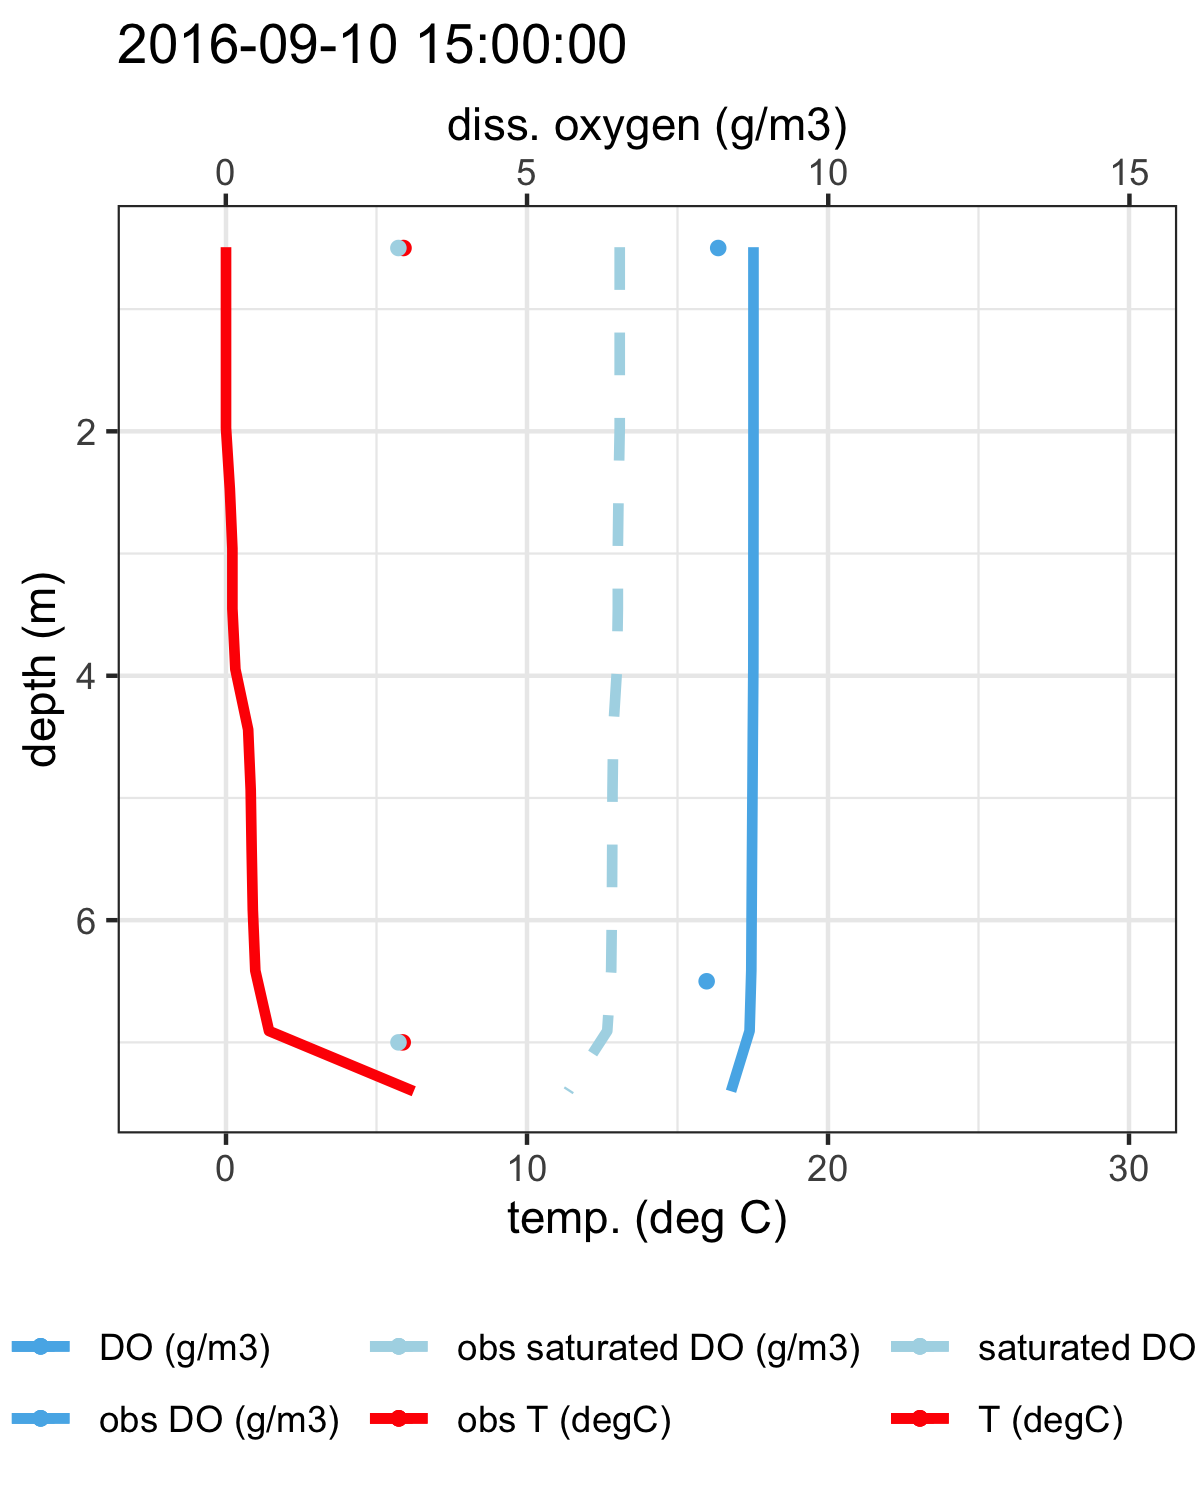 2016-09-10 15:00:00
diss. oxygen (g/m3)
0 5 10 15
depth (m)
2
4
6
0 10 20 30
temp. (deg C)
DO (g/m3) obs saturated DO (g/m3) saturated DO
obs DO (g/m3) obs T (degC) T (degC)